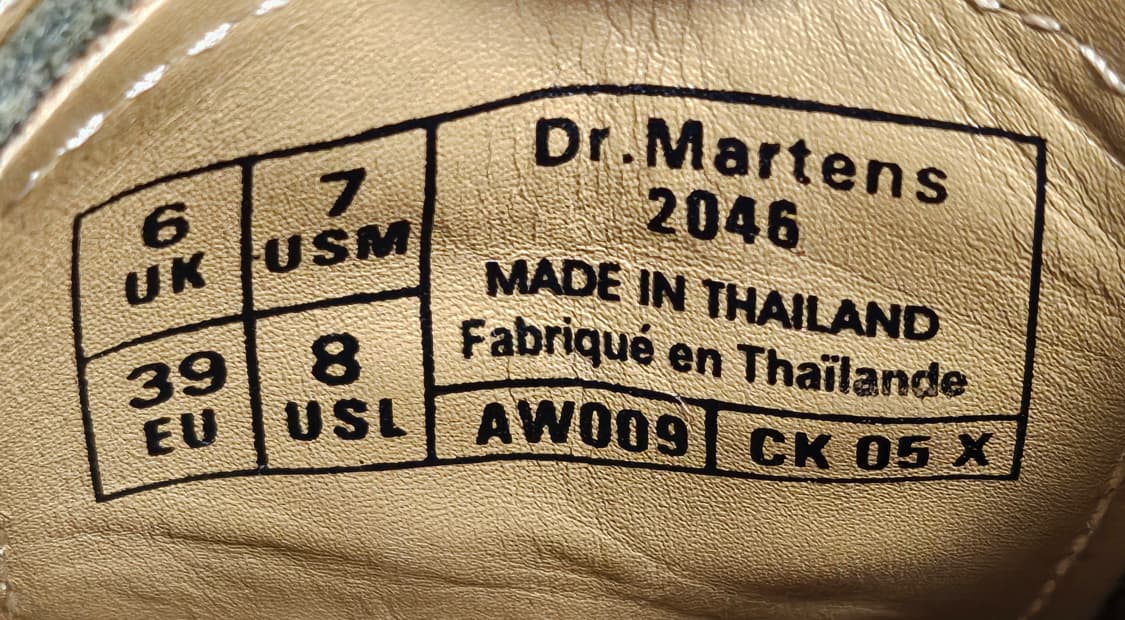 6
UK
7
USM
39
EU
8
USL
Dr. Martens
2046
MADE IN THAILAND
Fabriqué en Thaïlande
AW009
CK 05 X